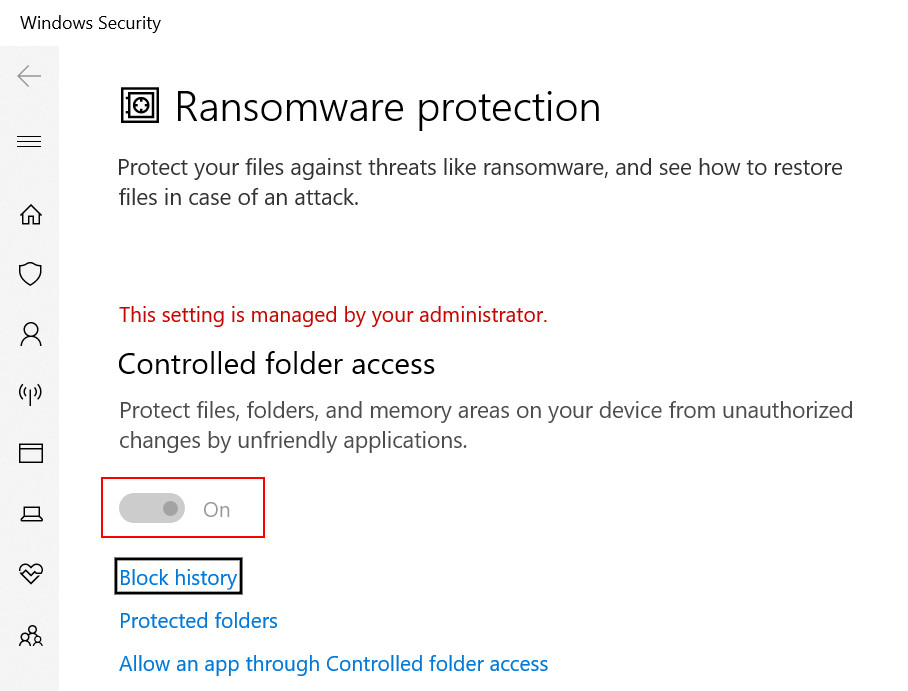 Windows Security
Ransomware protection
Protect your files against threats like ransomware, and see how to restore
files in case of an attack.
This setting is managed by your administrator.
Controlled folder access
Protect files, folders, and memory areas on your device from unauthorized
changes by unfriendly applications.
On
Block history
Protected folders
Allow an app through Controlled folder access